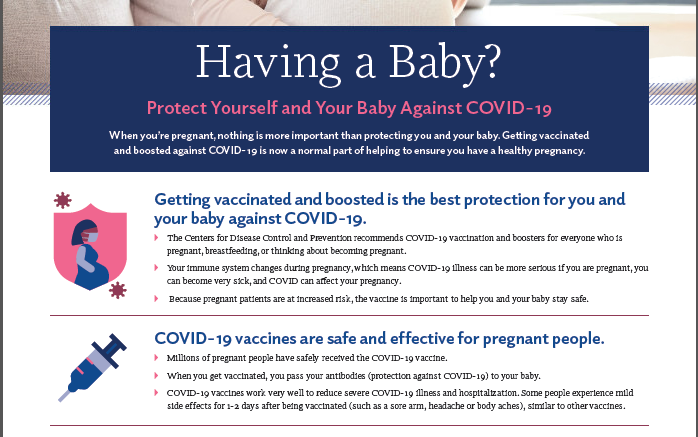 Having a Baby?
Protect Yourself and Your Baby Against COVID-19
When you're pregnant, nothing is more important than protecting you and your baby. Getting vaccinated
and boosted against COVID-19 is now a normal part of helping to ensure you have a healthy pregnancy.
Getting vaccinated and boosted is the best protection for you and
your baby against COVID-19.
The Centers for Disease Control and Prevention recommends COVID-19 vaccination and boosters for everyone who is
pregnant, breastfeeding, or thinking about becoming pregnant.
Your immune system changes during pregnancy, which means COVID-19 illness can be more serious if you are pregnant, you
can become very sick, and COVID can affect your pregnancy.
Because pregnant patients are at increased risk, the vaccine is important to help you and your baby stay safe.
COVID-19 vaccines are safe and effective for pregnant people.
Millions of pregnant people have safely received the COVID-19 vaccine.
When you get vaccinated, you pass your antibodies (protection against COVID-19) to your baby.
COVID-19 vaccines work very well to reduce severe COVID-19 illness and hospitalization. Some people experience mild
side effects for 1-2 days after being vaccinated (such as a sore arm, headache or body aches), similar to other vaccines.